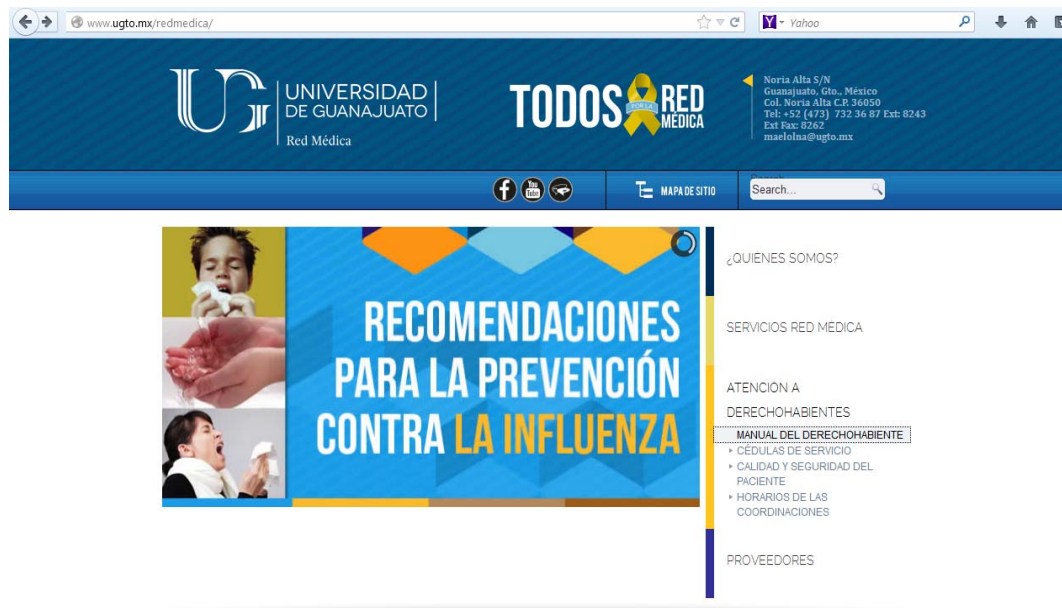 www.ugto.mx/redmedica/
Yahoo
UNIVERSIDAD
DE GUANAJUATO
Red Médica
TODOS
POR LA
RED
MÉDICA
Noria Alta S/N
Guanajuato, Gto., México
Col. Noria Alta C.P. 36050
Tel: +52 (473) 732 36 87 Ext: 8243
Ext Fax: 8262
maelolna@ugto.mx
You
Tube
MAPA DE SITIO
Search...
RECOMENDACIONES
PARA LA PREVENCIÓN
CONTRA LA INFLUENZA
¿QUIÉNES SOMOS?
SERVICIOS RED MÉDICA
ATENCIÓN A
DERECHOHABIENTES
MANUAL DEL DERECHOHABIENTE
CÉDULAS DE SERVICIO
CALIDAD Y SEGURIDAD DEL
PACIENTE
HORARIOS DE LAS
COORDINACIONES
PROVEEDORES